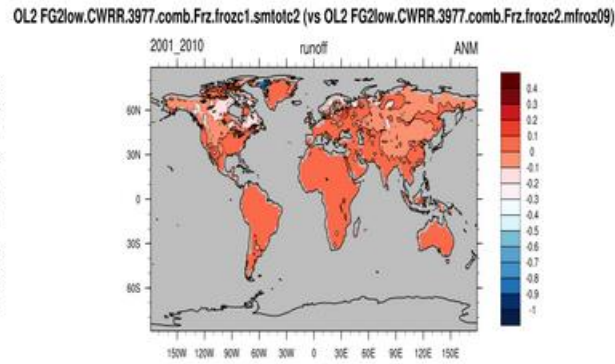 OL2 FG2low.CWRR.3977.comb.Frz.frozc1.smtotc2 (vs OL2 FG2low.CWRR.3977.comb.Frz.frozc2.mfroz09)
2001_2010 runoff ANM
60N
30N
0
30S
60S
150W 120W 90W 60W 30W 0 30E 60E 90E 120E 150E
0.4
0.3
0.2
0.1
0
-0.1
-0.2
-0.3
-0.4
-0.5
-0.6
-0.7
-0.8
-0.9
-1